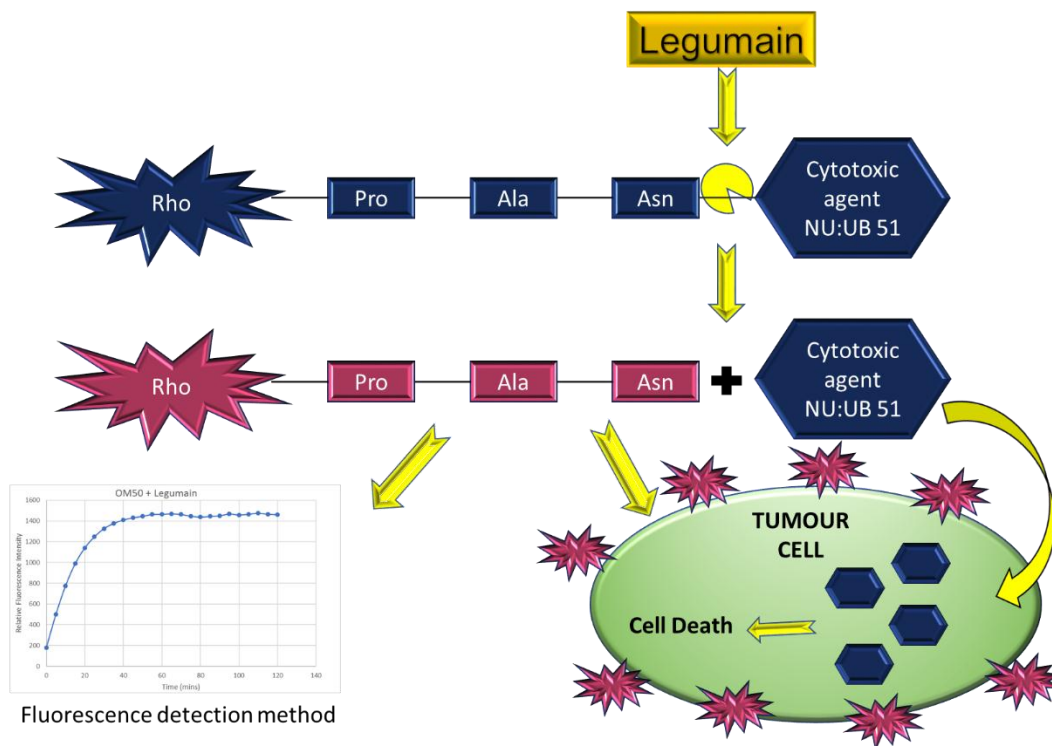 Legumain
Rho
Pro
Ala
Asn
Cytotoxic
agent
NU:UB 51
Rho
Pro
Ala
Asn
Cytotoxic
agent
NU:UB 51
OM50 + Legumain
Relative Fluorescence Intensity
1600
1400
1200
1000
800
600
400
200
0
0 20 40 60 80 100 120 140
Time (mins)
Fluorescence detection method
TUMOUR
CELL
Cell Death